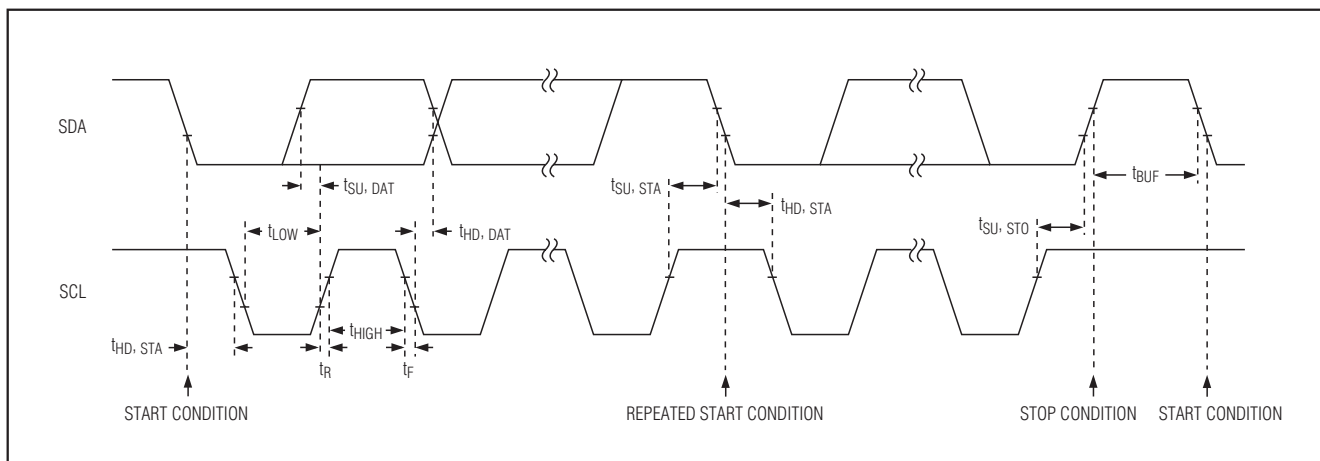 SDA
tSU, DAT
tSU, STA
tBUF
tHD, STA
tLOW
tHD, DAT
tSU, STO
SCL
tHIGH
tHD, STA
tR
tF
START CONDITION
REPEATED START CONDITION
STOP CONDITION
START CONDITION